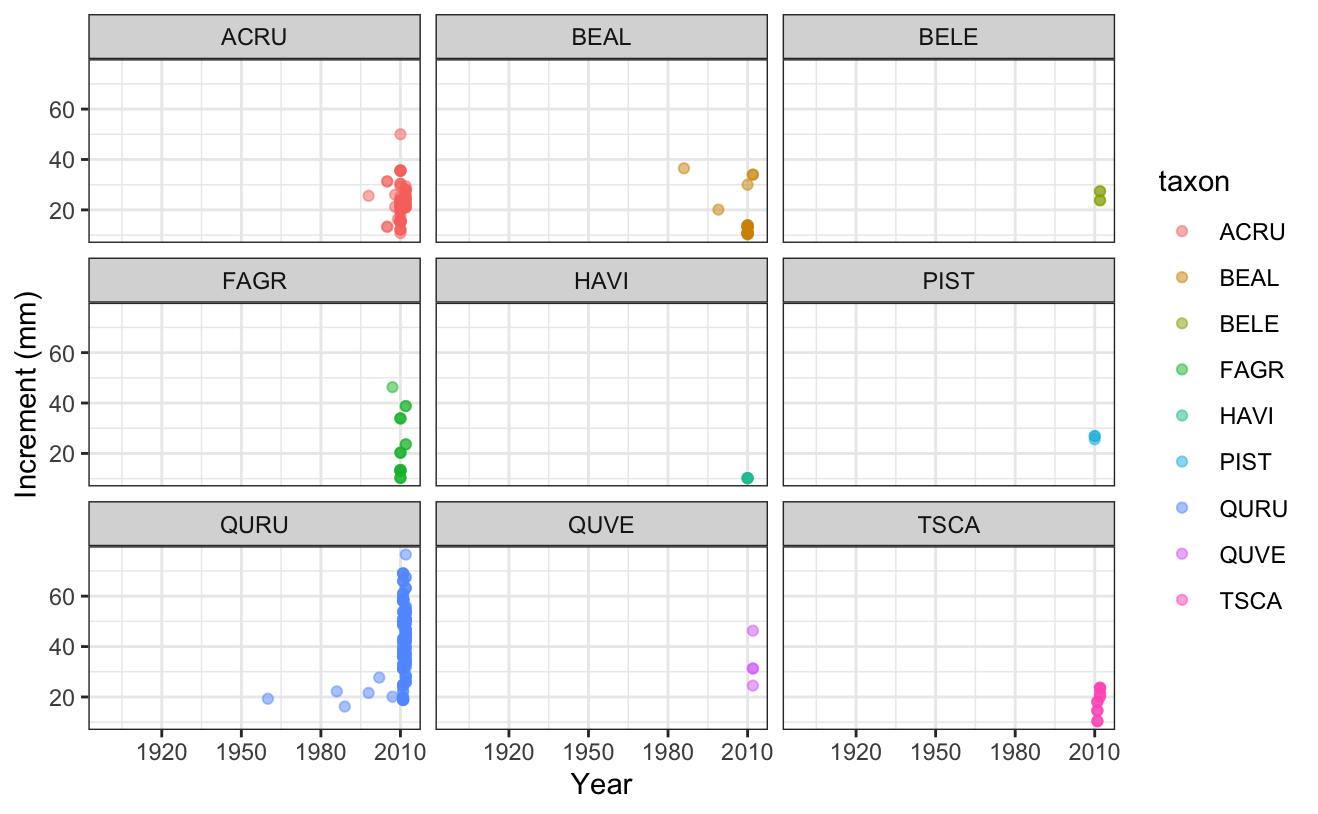 ACRU BEAL BELE
60
40
20
FAGR HAVI PIST
60
40
20
QURU QUVE TSCA
60
40
20
1920 1950 1980 2010 1920 1950 1980 2010 1920 1950 1980 2010
Year
Increment (mm)
taxon
ACRU
BEAL
BELE
FAGR
HAVI
PIST
QURU
QUVE
TSCA